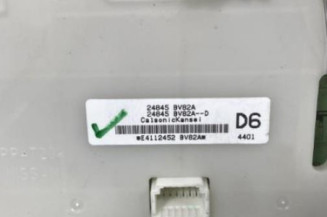 24845 BV82A
24845 BV82A--D
CalsonicKansei
D6
*E4112452 BV82A*
4401